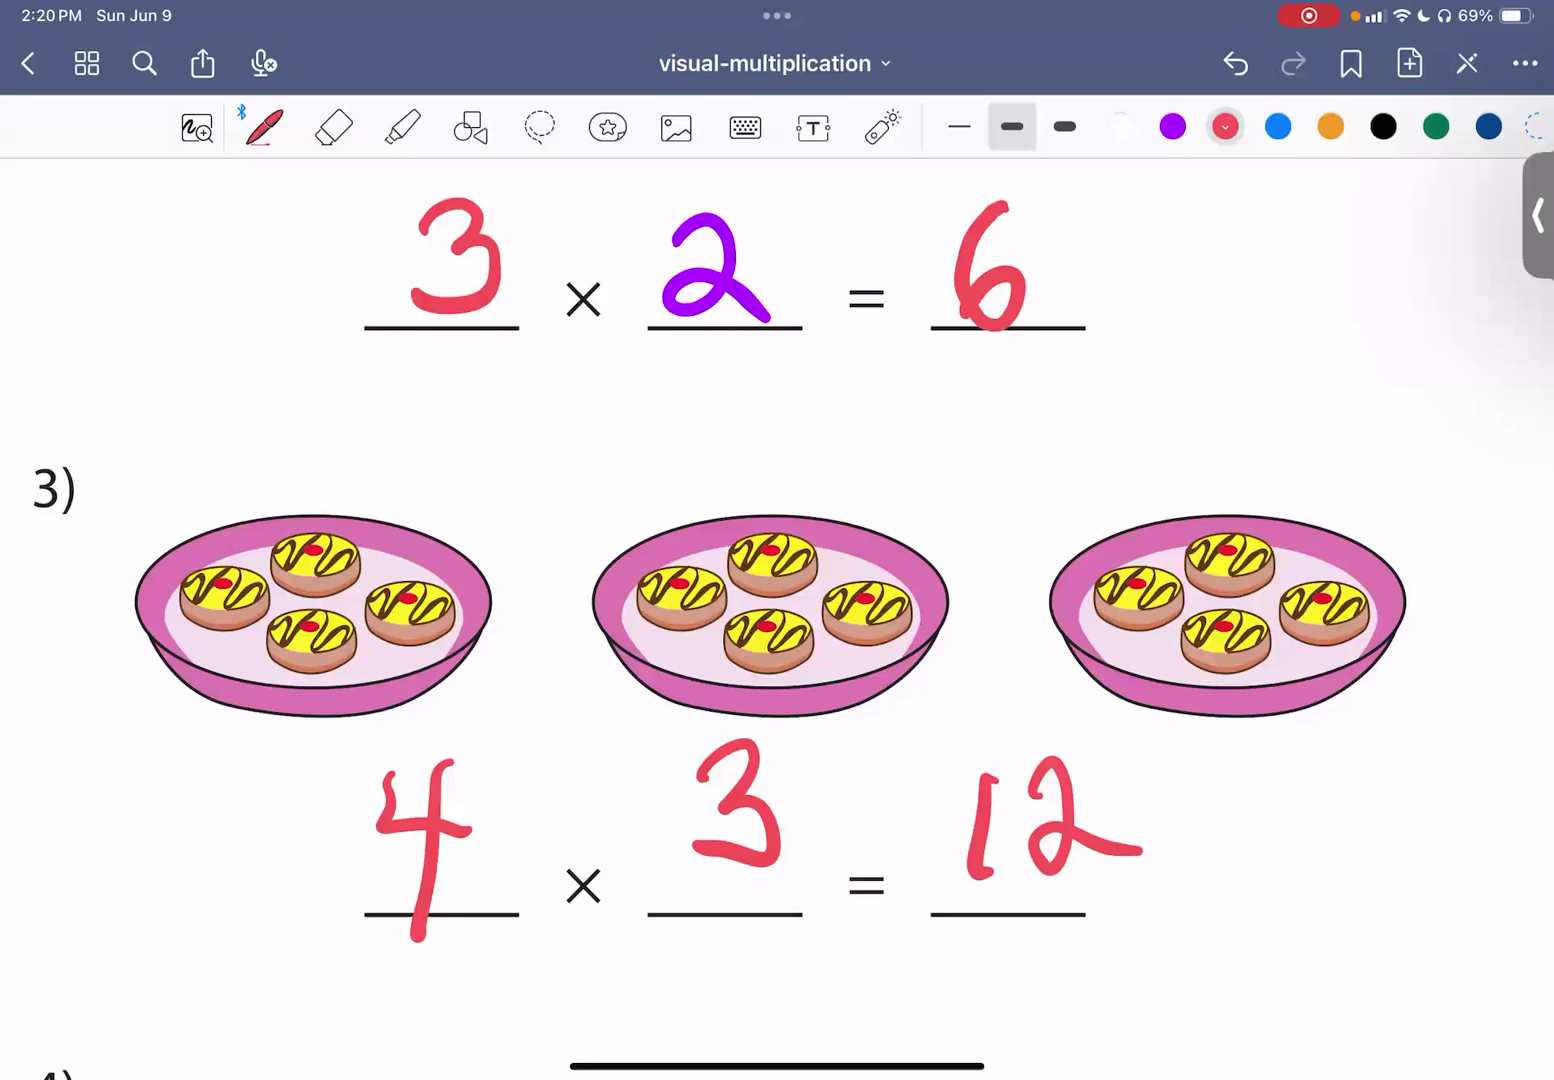 2:20 PM Sun Jun 9
69%
visual-multiplication
T
3 × 2 = 6
3)
4 × 3 = 12